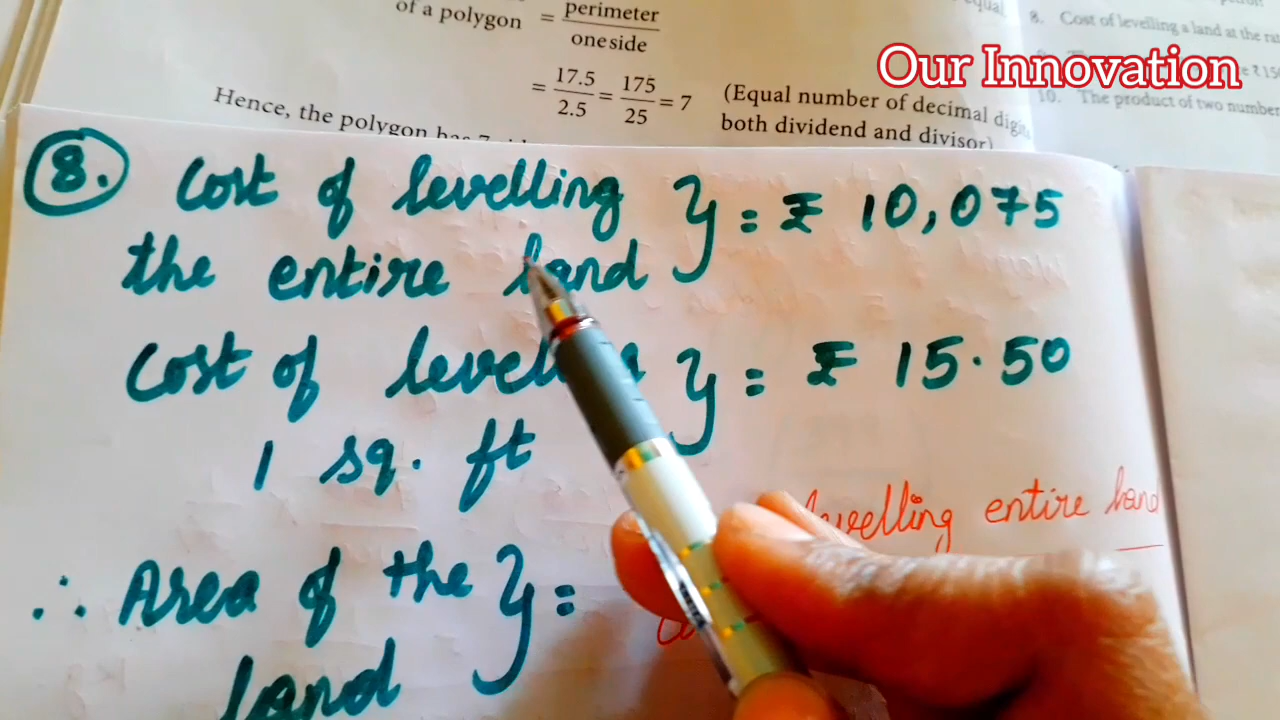 of a polygon = perimeter
one side
= 17.5 = 175 = 7 (Equal number of decimal
2.5 25 both dividend and divisor)
Hence, the polygon has 7
8. Cost of levelling a land at the
10. The product of two number
Our Innovation
8. Cost of levelling } = ₹ 10,075
the entire land
Cost of } = ₹ 15.50
1 sq. ft
levelling entire land
∴ Area of the } =
land